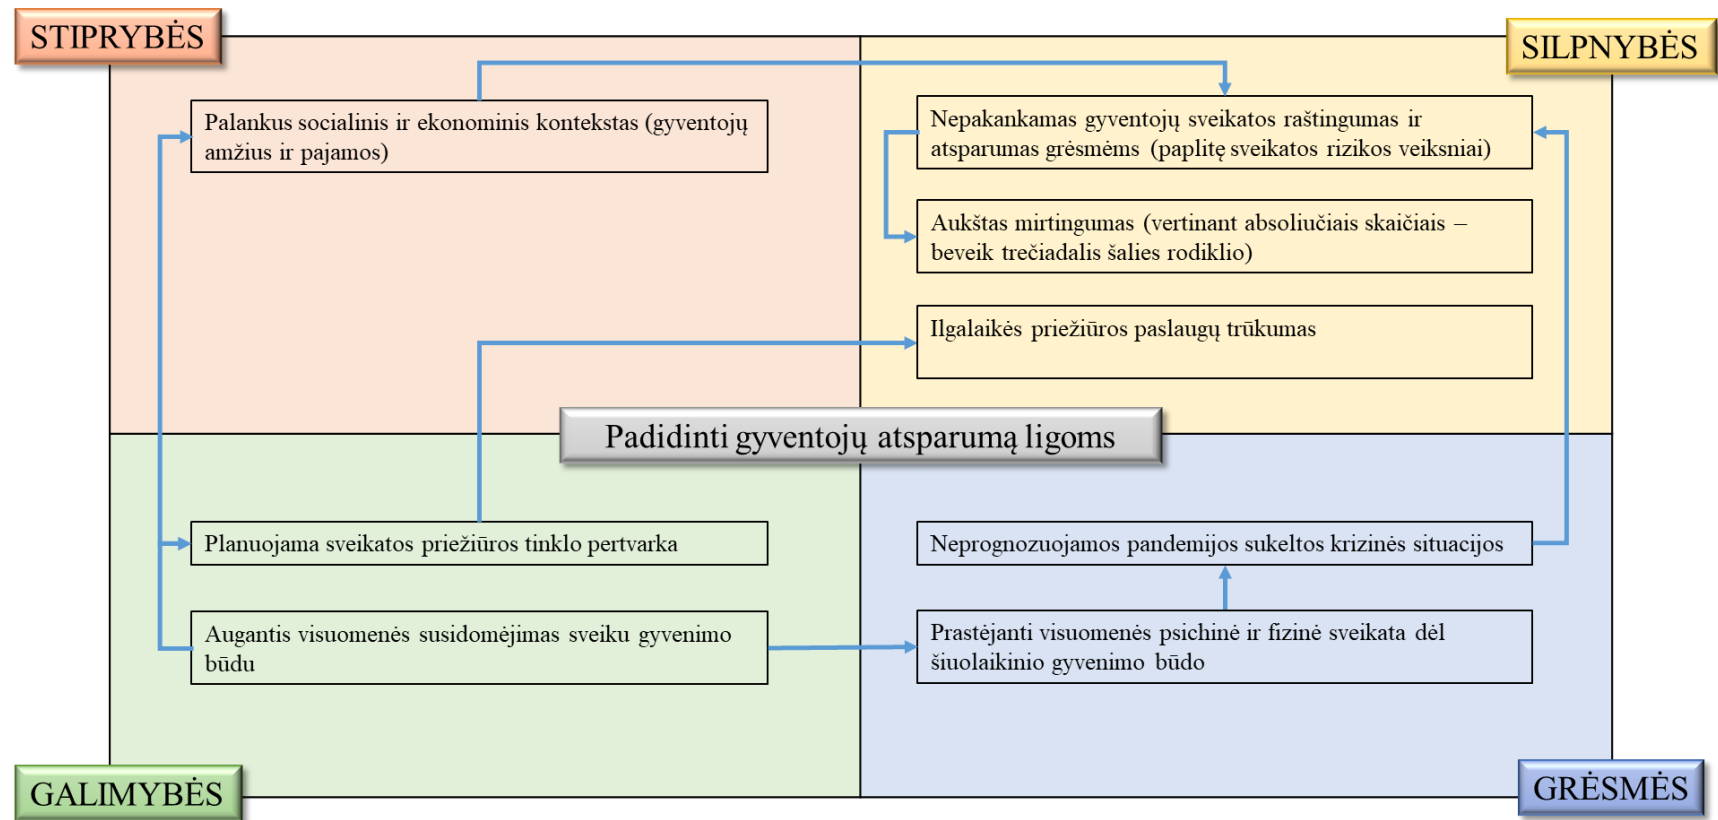 STIPRYBĖS
SILPNYBĖS
Palankus socialinis ir ekonominis kontekstas (gyventojų
amžius ir pajamos)
Nepakankamas gyventojų sveikatos raštingumas ir
atsparumas grėsmėms (paplitę sveikatos rizikos veiksniai)
Aukštas mirtingumas (vertinant absoliučiais skaičiais –
beveik trečiadalis šalies rodiklio)
Ilgalaikės priežiūros paslaugų trūkumas
Padidinti gyventojų atsparumą ligoms
Planuojama sveikatos priežiūros tinklo pertvarka
Augantis visuomenės susidomėjimas sveiku gyvenimo
būdu
Neprognozuojamos pandemijos sukeltos krizinės situacijos
Prastėjanti visuomenės psichinė ir fizinė sveikata dėl
šiuolaikinio gyvenimo būdo
GALIMYBĖS
GRĖSMĖS